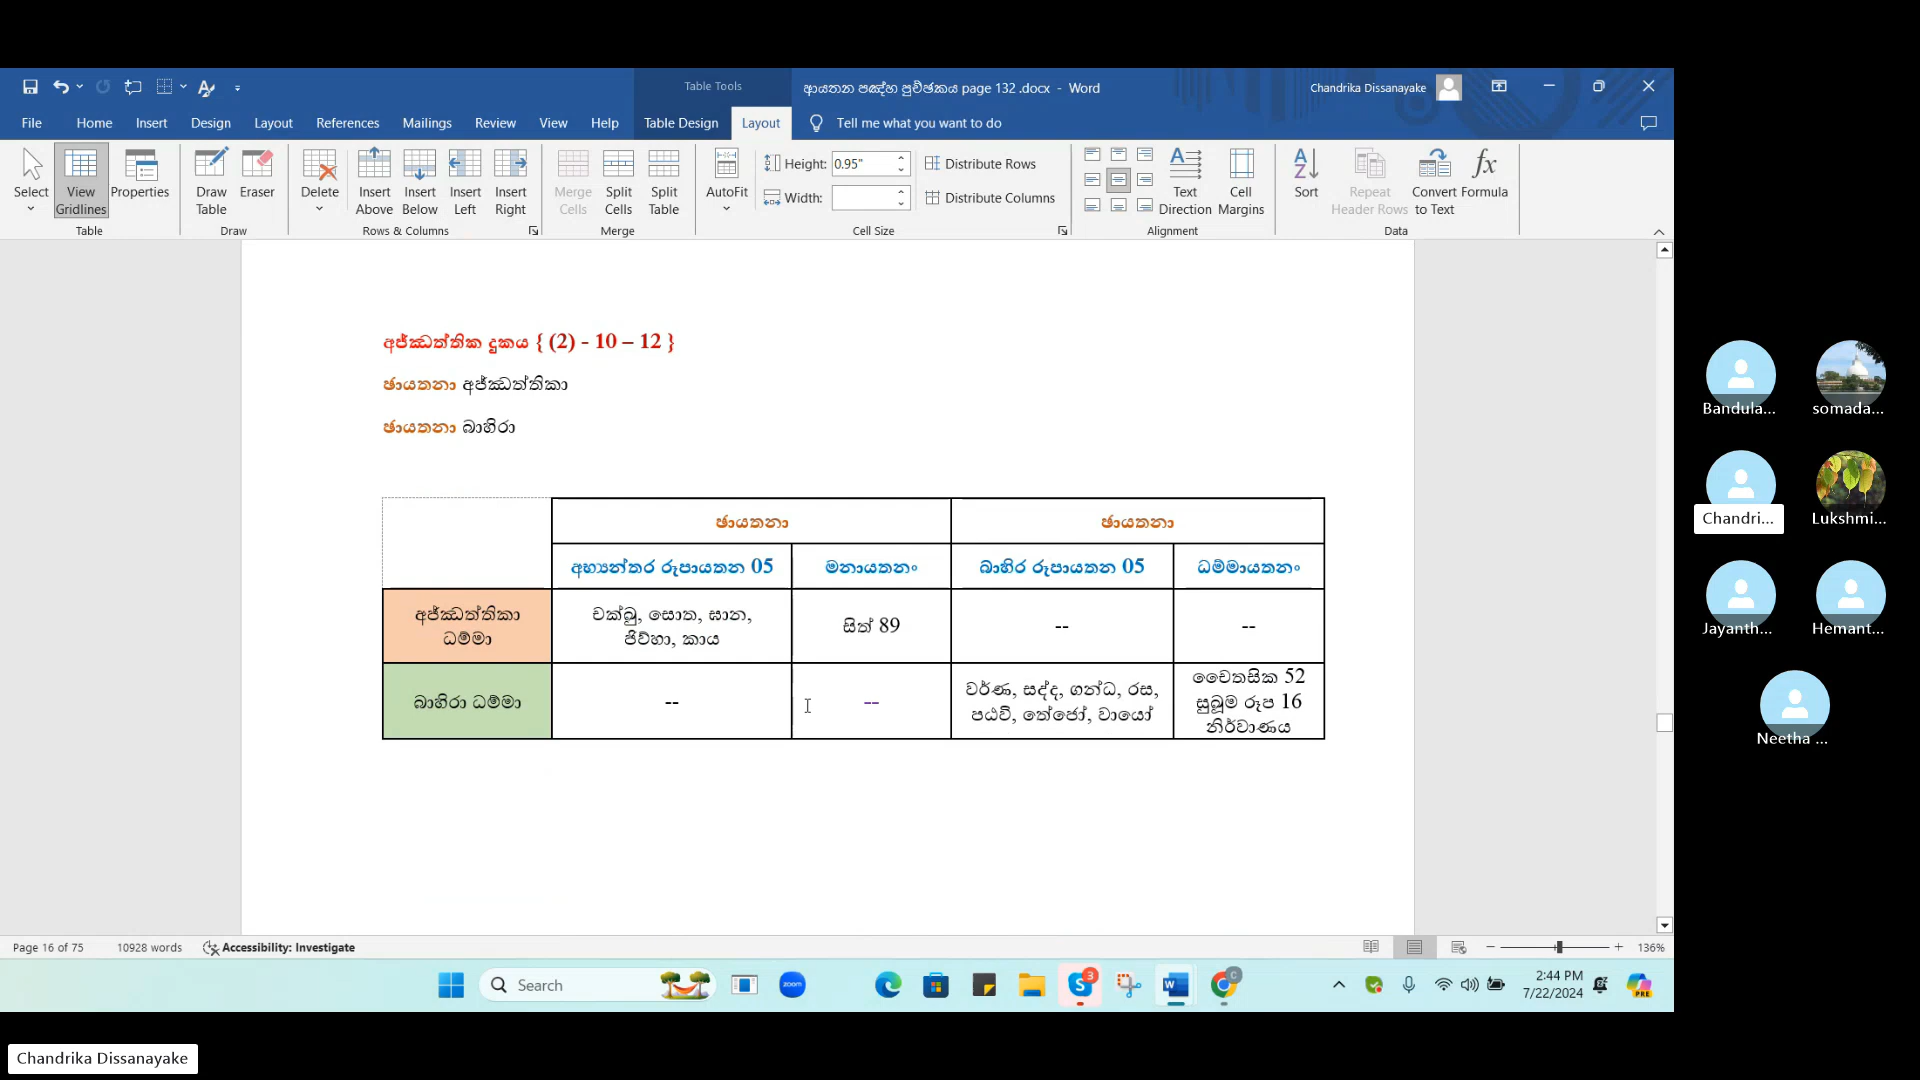 Table Tools
ආයතන පඤ්හ පුච්ඡකය page 132 .docx - Word
Chandrika Dissanayake
File Home Insert Design Layout References Mailings Review View Help Table Design Layout Tell me what you want to do
Select
View Gridlines
Properties
Draw Table
Eraser
Delete
Insert Above
Insert Below
Insert Left
Insert Right
Merge Cells
Split Cells
Split Table
AutoFit
Height: 0.95"
Width:
Distribute Rows
Distribute Columns
Text Direction
Cell Margins
Sort
Repeat Header Rows
Convert to Text
Formula
Table Draw Rows & Columns Merge Cell Size Alignment Data
අජ්ඣත්තික දුකය { (2) - 10 – 12 }
ඡායතනා අජ්ඣත්තිකා
ඡායතනා බාහිරා
ඡායතනා ඡායතනා
අභ්‍යන්තර රූපායතන 05 මනායතනං බාහිර රූපායතන 05 ධම්මායතනං
අජ්ඣත්තිකා
ධම්මා
චක්ඛු, සොත, ඝාන,
ජිව්හා, කාය
සිත් 89
--
--
බාහිරා ධම්මා
--
--
වර්ණ, සද්ද, ගන්ධ, රස,
පඨවි, තේජෝ, වායෝ
චෛතසික 52
සුඛුම රූප 16
නිර්වාණය
Page 16 of 75 10928 words Accessibility: Investigate 136%
Search
zoom
3
C
2:44 PM
7/22/2024
PRE
Bandula...
somada...
Chandri...
Lukshmi...
Jayanth...
Hemant...
Neetha ...
Chandrika Dissanayake